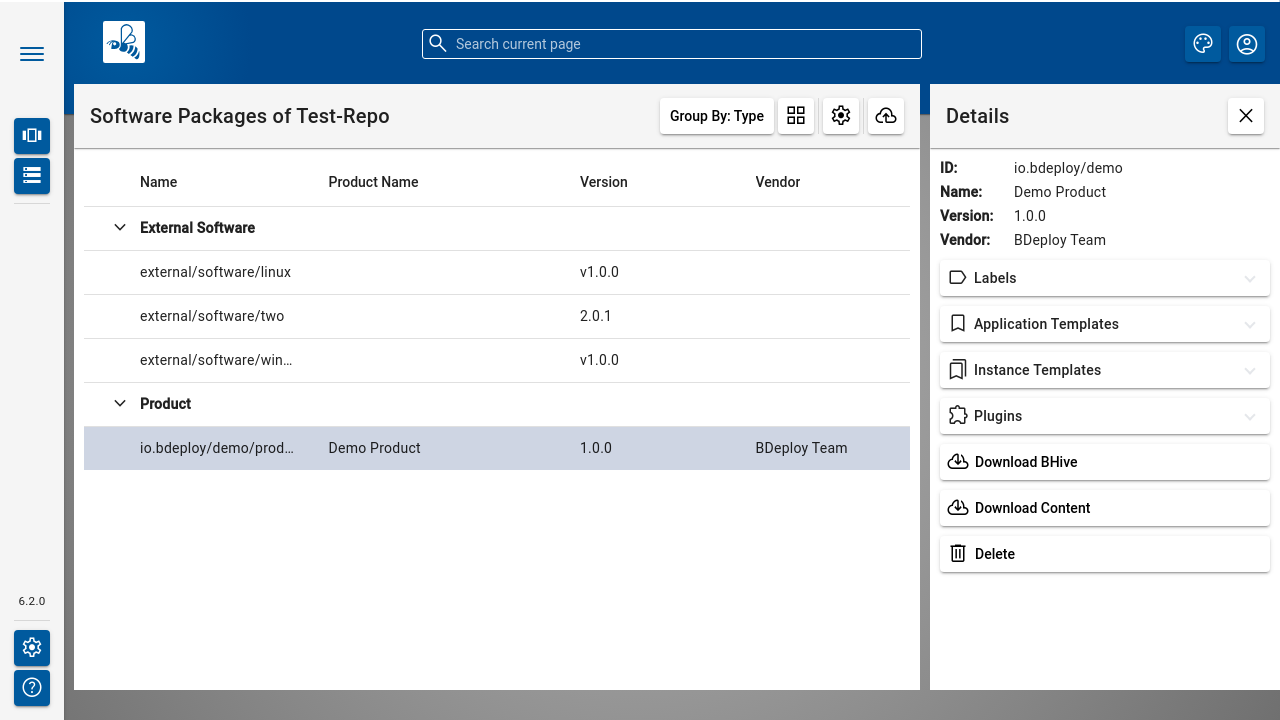 Search current page
Software Packages of Test-Repo
Group By: Type
Name Product Name Version Vendor
External Software
external/software/linux v1.0.0
external/software/two 2.0.1
external/software/win... v1.0.0
Product
io.bdeploy/demo/prod... Demo Product 1.0.0 BDeploy Team
Details
ID: io.bdeploy/demo
Name: Demo Product
Version: 1.0.0
Vendor: BDeploy Team
Labels
Application Templates
Instance Templates
Plugins
Download BHive
Download Content
Delete
6.2.0